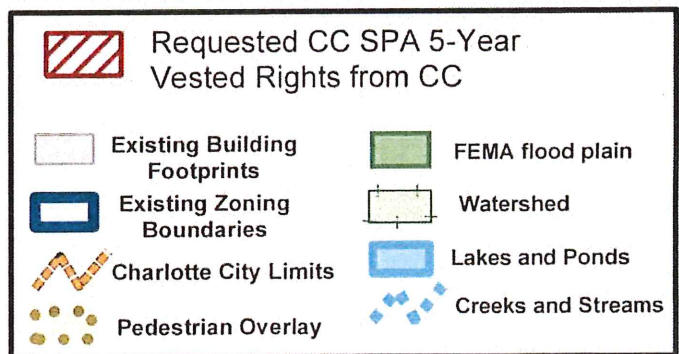 Requested CC SPA 5-Year
Vested Rights from CC
Existing Building
Footprints
Existing Zoning
Boundaries
Charlotte City Limits
Pedestrian Overlay
FEMA flood plain
Watershed
Lakes and Ponds
Creeks and Streams